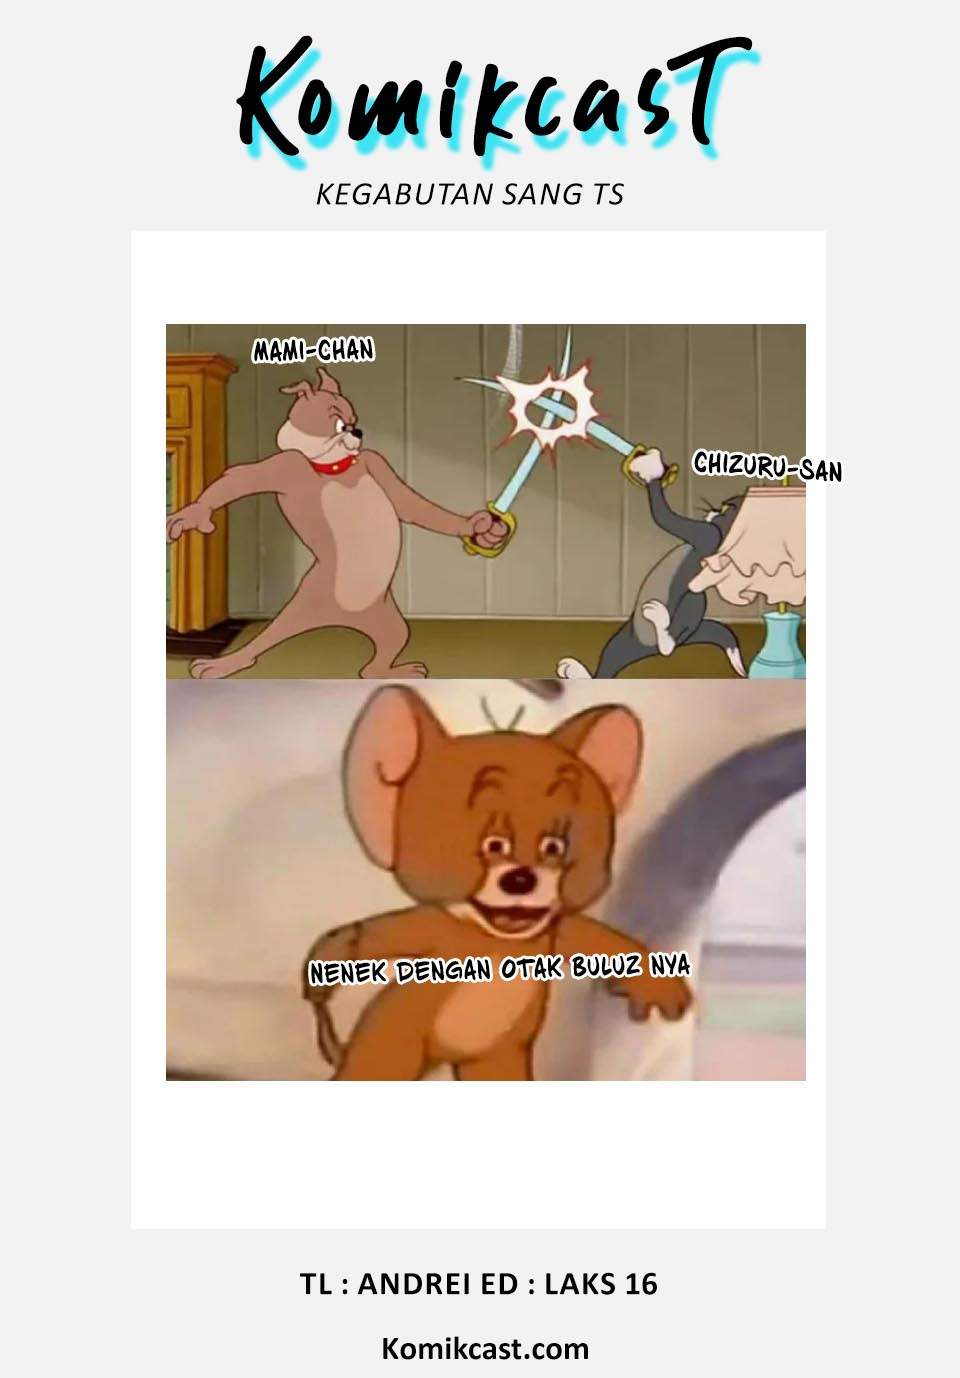 KomikcasT
KEGABUTAN SANG TS
MAMI-CHAN
CHIZURU-SAN
NENEK DENGAN OTAK BULUZ NYA
TL : ANDREI ED : LAKS 16
Komikcast.com